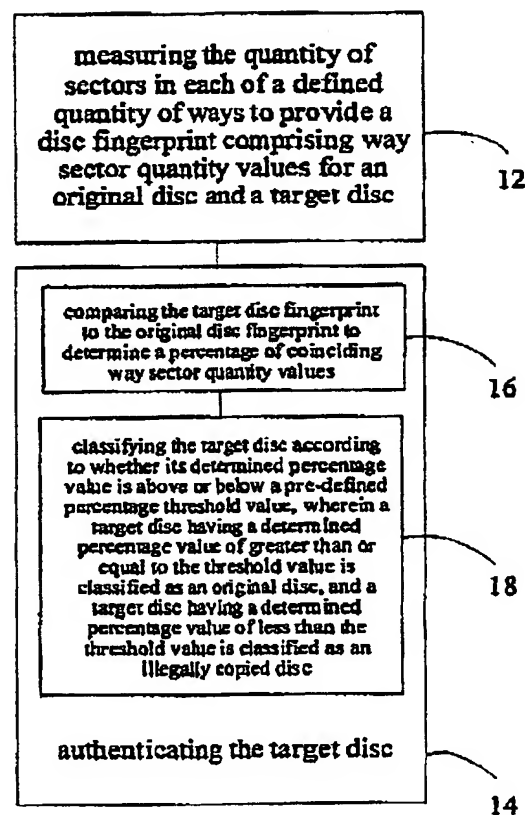 measuring the quantity of
sectors in each of a defined
quantity of ways to provide a
disc fingerprint comprising way
sector quantity values for an
original disc and a target disc
12
comparing the target disc fingerprint
to the original disc fingerprint to
determine a percentage of coinciding
way sector quantity values
16
classifying the target disc according
to whether its determined percentage
value is above or below a pre-defined
percentage threshold value, wherein a
target disc having a determined
percentage value of greater than or
equal to the threshold value is
classified as an original disc, and a
target disc having a determined
percentage value of less than the
threshold value is classified as an
illegally copied disc
18
authenticating the target disc
14